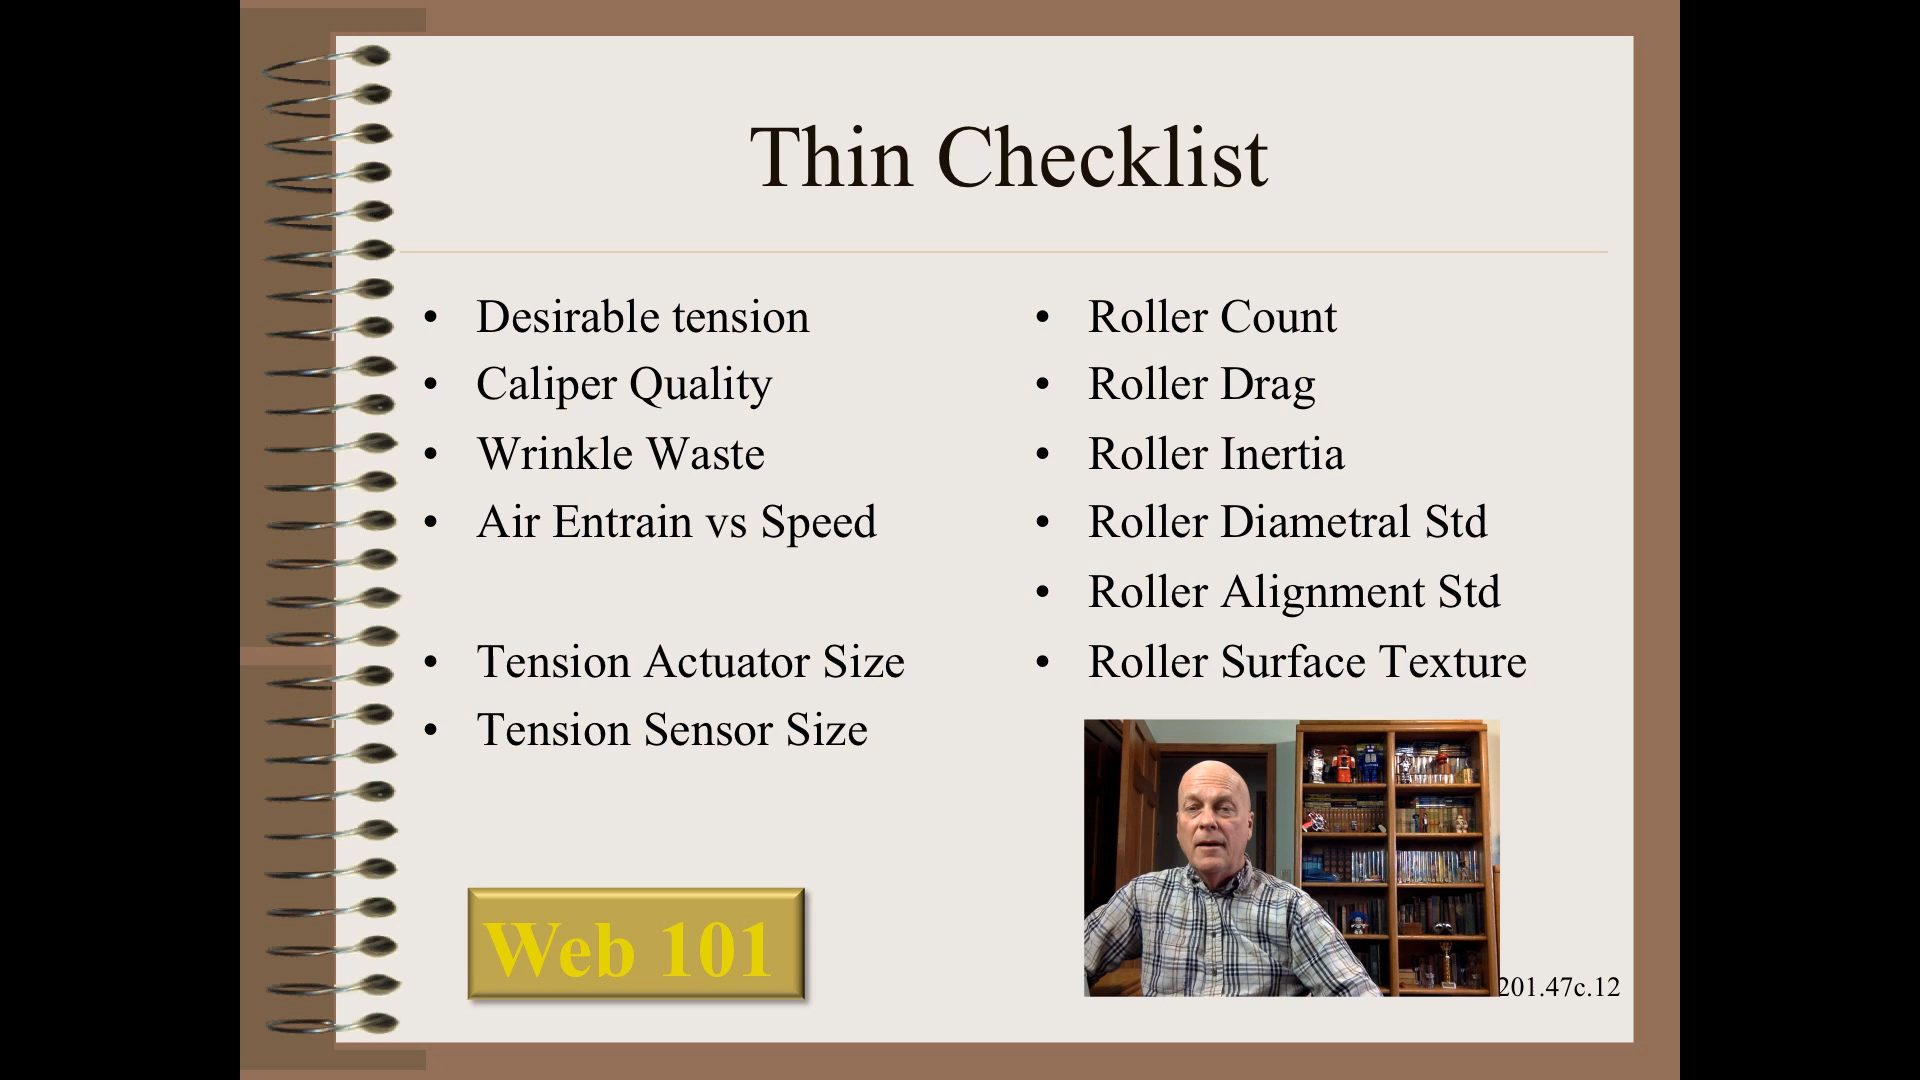 Thin Checklist
• Desirable tension
• Caliper Quality
• Wrinkle Waste
• Air Entrain vs Speed
• Tension Actuator Size
• Tension Sensor Size
• Roller Count
• Roller Drag
• Roller Inertia
• Roller Diametral Std
• Roller Alignment Std
• Roller Surface Texture
Web 101
201.47c.12